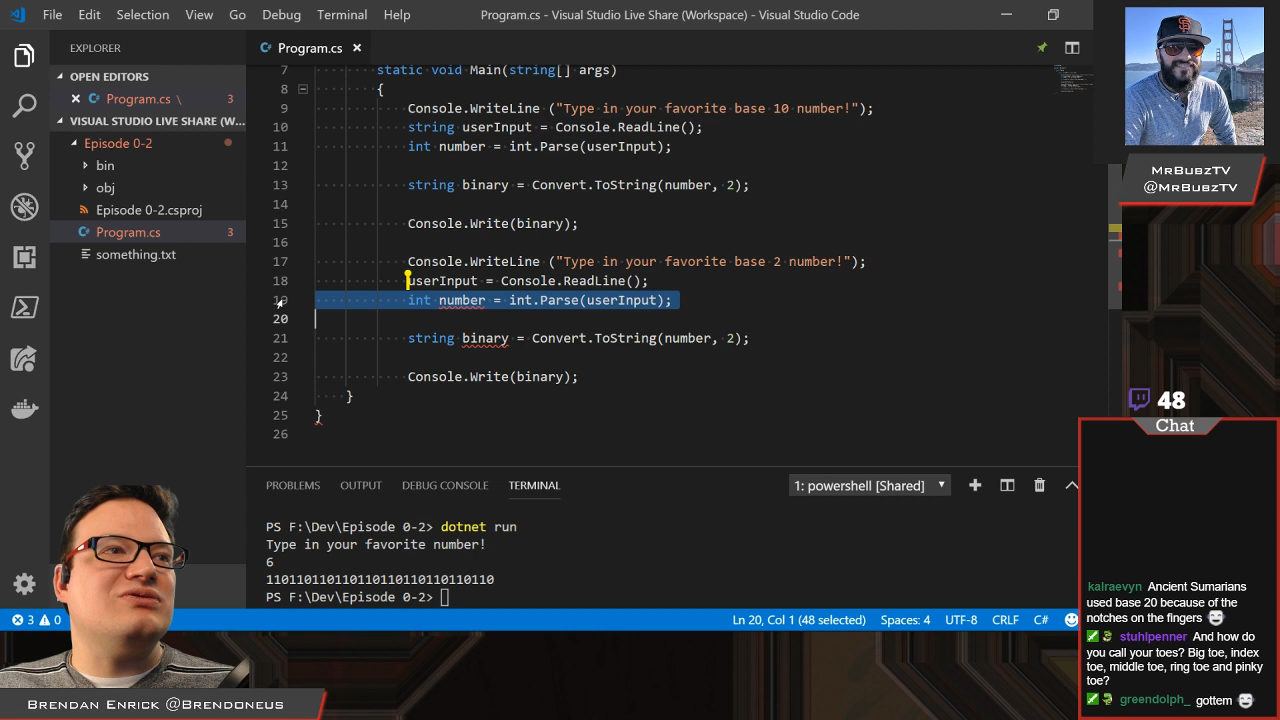 File Edit Selection View Go Debug Terminal Help
Program.cs - Visual Studio Live Share (Workspace) - Visual Studio Code
EXPLORER
OPEN EDITORS
Program.cs \ 3
VISUAL STUDIO LIVE SHARE (W...
Episode 0-2
bin
obj
Episode 0-2.csproj
Program.cs 3
something.txt
Program.cs
7 static void Main(string[] args)
8 {
9 Console.WriteLine ("Type in your favorite base 10 number!");
10 string userInput = Console.ReadLine();
11 int number = int.Parse(userInput);
12
13 string binary = Convert.ToString(number, 2);
14
15 Console.Write(binary);
16
17 Console.WriteLine ("Type in your favorite base 2 number!");
18 userInput = Console.ReadLine();
19 int number = int.Parse(userInput);
20
21 string binary = Convert.ToString(number, 2);
22
23 Console.Write(binary);
24 }
25 }
26
PROBLEMS OUTPUT DEBUG CONSOLE TERMINAL
1: powershell [Shared]
PS F:\Dev\Episode 0-2> dotnet run
Type in your favorite number!
6
110110110110110110110110110110
PS F:\Dev\Episode 0-2>
3 0
Ln 20, Col 1 (48 selected) Spaces: 4 UTF-8 CRLF C#
MrBubzTV
@MrBubzTV
48
Chat
kalraevyn Ancient Sumarians
used base 20 because of the
notches on the fingers
stuhlpenner And how do
you call your toes? Big toe, index
toe, middle toe, ring toe and pinky
toe?
greendolph_ gottem
Brendan Enrick @Brendoneus